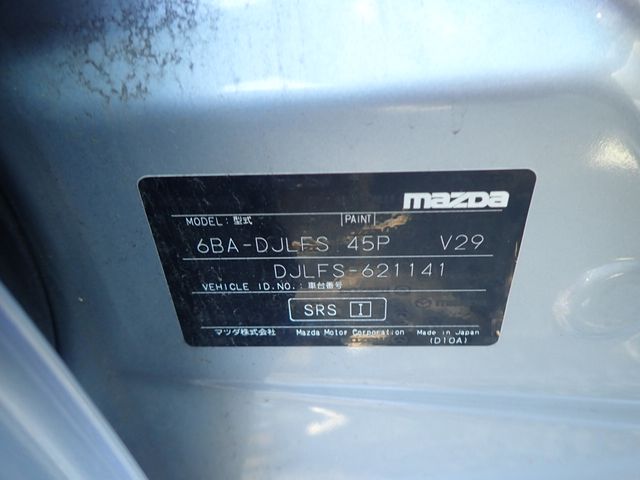 mazda
MODEL:型式 PAINT
6BA-DJLFS 45P V29
DJLFS-621141
VEHICLE ID.NO.:車台番号
SRS I
マツダ株式会社 Mazda Motor Corporation Made in Japan
(D10A)